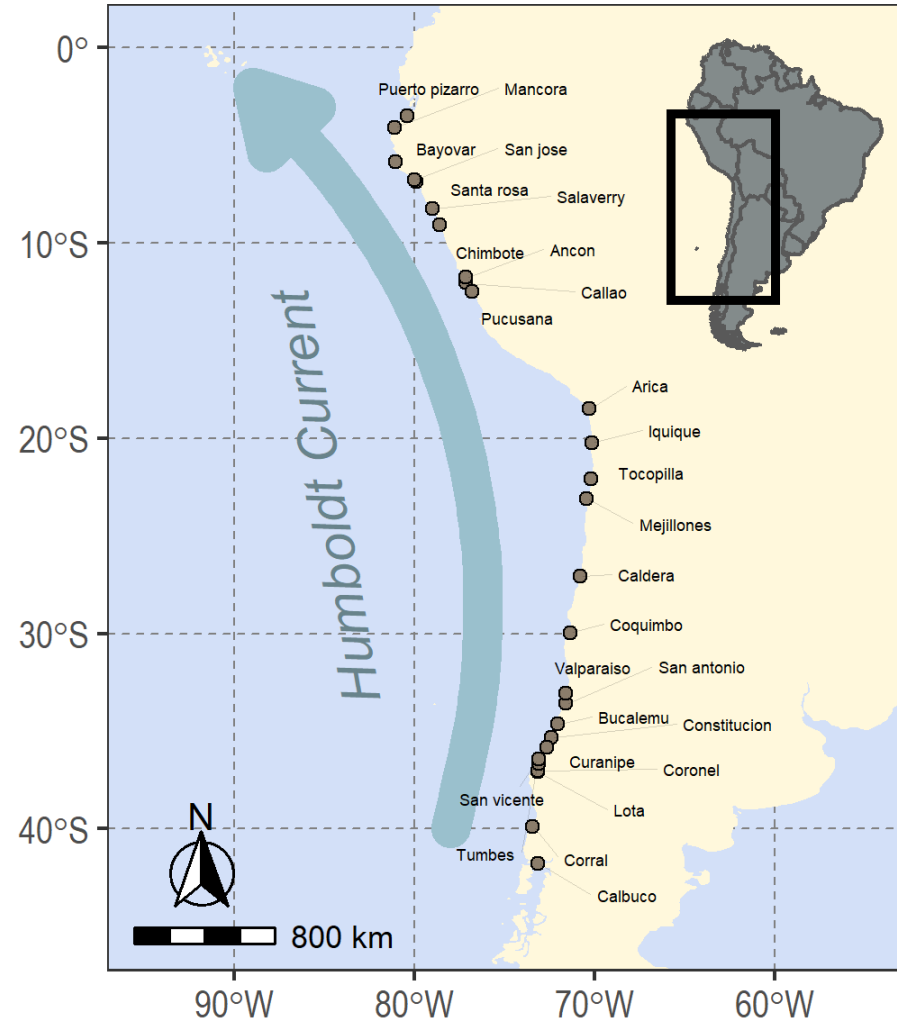 0°
10°S
20°S
30°S
40°S
Puerto pizarro
Mancora
Bayovar
San jose
Santa rosa
Salaverry
Chimbote
Ancon
Callao
Pucusana
Arica
Iquique
Tocopilla
Mejillones
Caldera
Coquimbo
Valparaiso
San antonio
Bucalemu
Constitucion
Curanipe
Coronel
San vicente
Lota
Tumbes
Corral
Calbuco
Humboldt Current
N
800 km
90°W
80°W
70°W
60°W